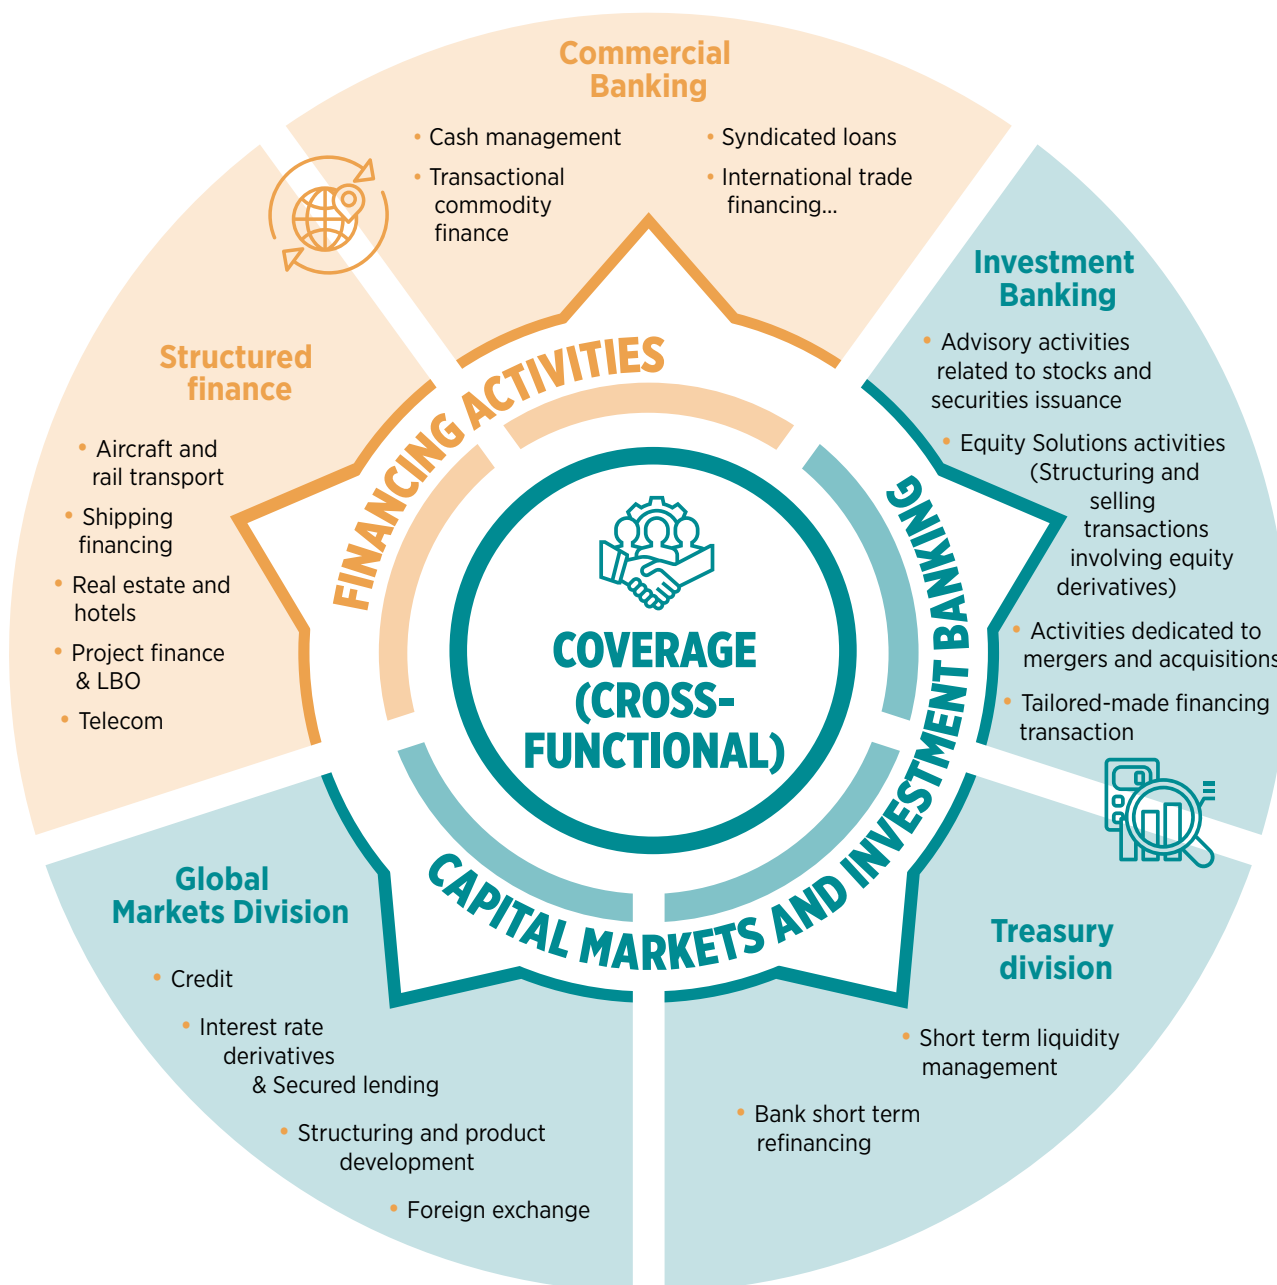 Commercial
Banking
• Cash management
• Transactional
commodity
finance
• Syndicated loans
• International trade
financing...
Investment
Banking
• Advisory activities
related to stocks and
securities issuance
• Equity Solutions activities
(Structuring and
selling
transactions
involving equity
derivatives)
• Activities dedicated to
mergers and acquisitions
• Tailored-made financing
transaction
Structured
finance
• Aircraft and
rail transport
• Shipping
financing
• Real estate and
hotels
• Project finance
& LBO
• Telecom
FINANCING ACTIVITIES
COVERAGE
(CROSS-
FUNCTIONAL)
CAPITAL MARKETS AND INVESTMENT BANKING
Global
Markets Division
• Credit
• Interest rate
derivatives
& Secured lending
• Structuring and product
development
• Foreign exchange
Treasury
division
• Short term liquidity
management
• Bank short term
refinancing